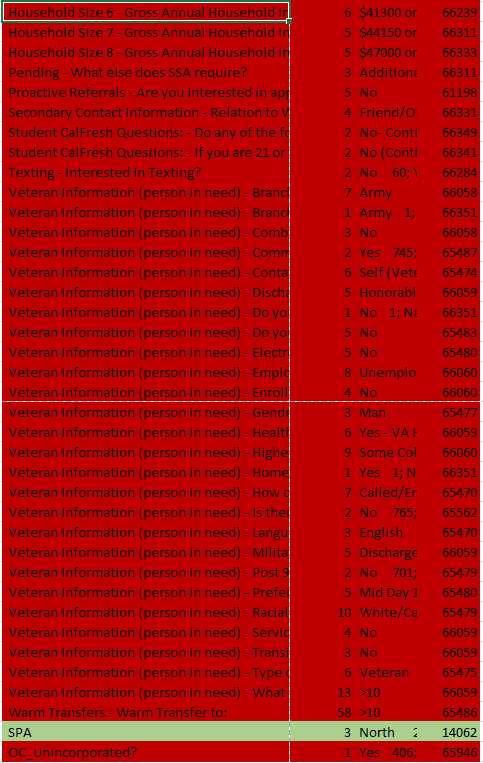 Household Size 6 - Gross Annual Household In 6 $41300 or 66239
Household Size 7 - Gross Annual Household In 5 $44150 or 66311
Household Size 8 - Gross Annual Household In 5 $47000 or 66333
Pending - What else does SSA require? 3 Additiona 66311
Proactive Referrals - Are you interested in app 5 No 61198
Secondary Contact Information - Relation to V 4 Friend/Ot 66331
Student CalFresh Questions: - Do any of the fo 2 No- Conti 66349
Student CalFresh Questions: - If you are 21 or 2 No (Conti 66341
Texting - Interested in Texting? 2 No 60; Y 66284
Veteran Information (person in need) - Branc 7 Army 66058
Veteran Information (person in need) - Branc 1 Army 1; 66351
Veteran Information (person in need) - Comb 3 No 66058
Veteran Information (person in need) - Comm 2 Yes 745; 65487
Veteran Information (person in need) - Conta 6 Self (Vete 65474
Veteran Information (person in need) - Discha 5 Honorabl 66059
Veteran Information (person in need) - Do yo 1 No 1; Na 66351
Veteran Information (person in need) - Do yo 5 No 65483
Veteran Information (person in need) - Electr 5 No 65480
Veteran Information (person in need) - Emplo 8 Unemplo 66060
Veteran Information (person in need) - Enroll 4 No 66060
Veteran Information (person in need) - Gende 3 Man 65477
Veteran Information (person in need) - Healt 6 Yes - VA H 66059
Veteran Information (person in need) - Highe 9 Some Col 66060
Veteran Information (person in need) - Home 1 Yes 1; N 66351
Veteran Information (person in need) - How d 7 Called/Em 65470
Veteran Information (person in need) - Is the 2 No 765; 65562
Veteran Information (person in need) - Langu 3 English 65470
Veteran Information (person in need) - Milita 5 Discharge 66059
Veteran Information (person in need) - Post 9 2 No 701; 65479
Veteran Information (person in need) - Prefe 5 Mid Day 1 65480
Veteran Information (person in need) - Racial 10 White/Ca 65479
Veteran Information (person in need) - Servic 4 No 66059
Veteran Information (person in need) - Transi 3 No 66059
Veteran Information (person in need) - Type o 6 Veteran 65475
Veteran Information (person in need) - What 13 >10 66059
Warm Transfers - Warm Transfer to: 58 >10 65486
SPA 3 North 2 14062
OC_Unincorporated? 1 Yes 406; 65946